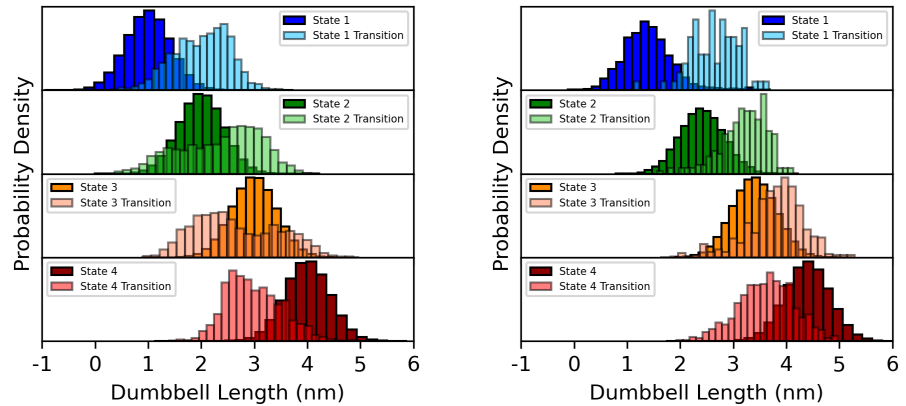 Probability Density
State 1
State 1 Transition
State 2
State 2 Transition
State 3
State 3 Transition
State 4
State 4 Transition
-1 0 1 2 3 4 5 6
Dumbbell Length (nm)
Probability Density
State 1
State 1 Transition
State 2
State 2 Transition
State 3
State 3 Transition
State 4
State 4 Transition
-1 0 1 2 3 4 5 6
Dumbbell Length (nm)